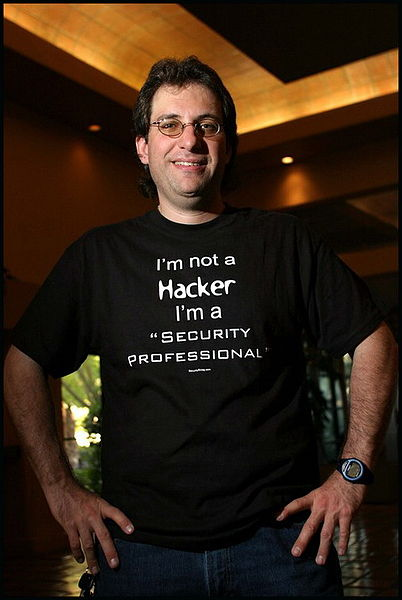 I'm not a
Hacker
I'm a
"SECURITY
PROFESSIONAL"